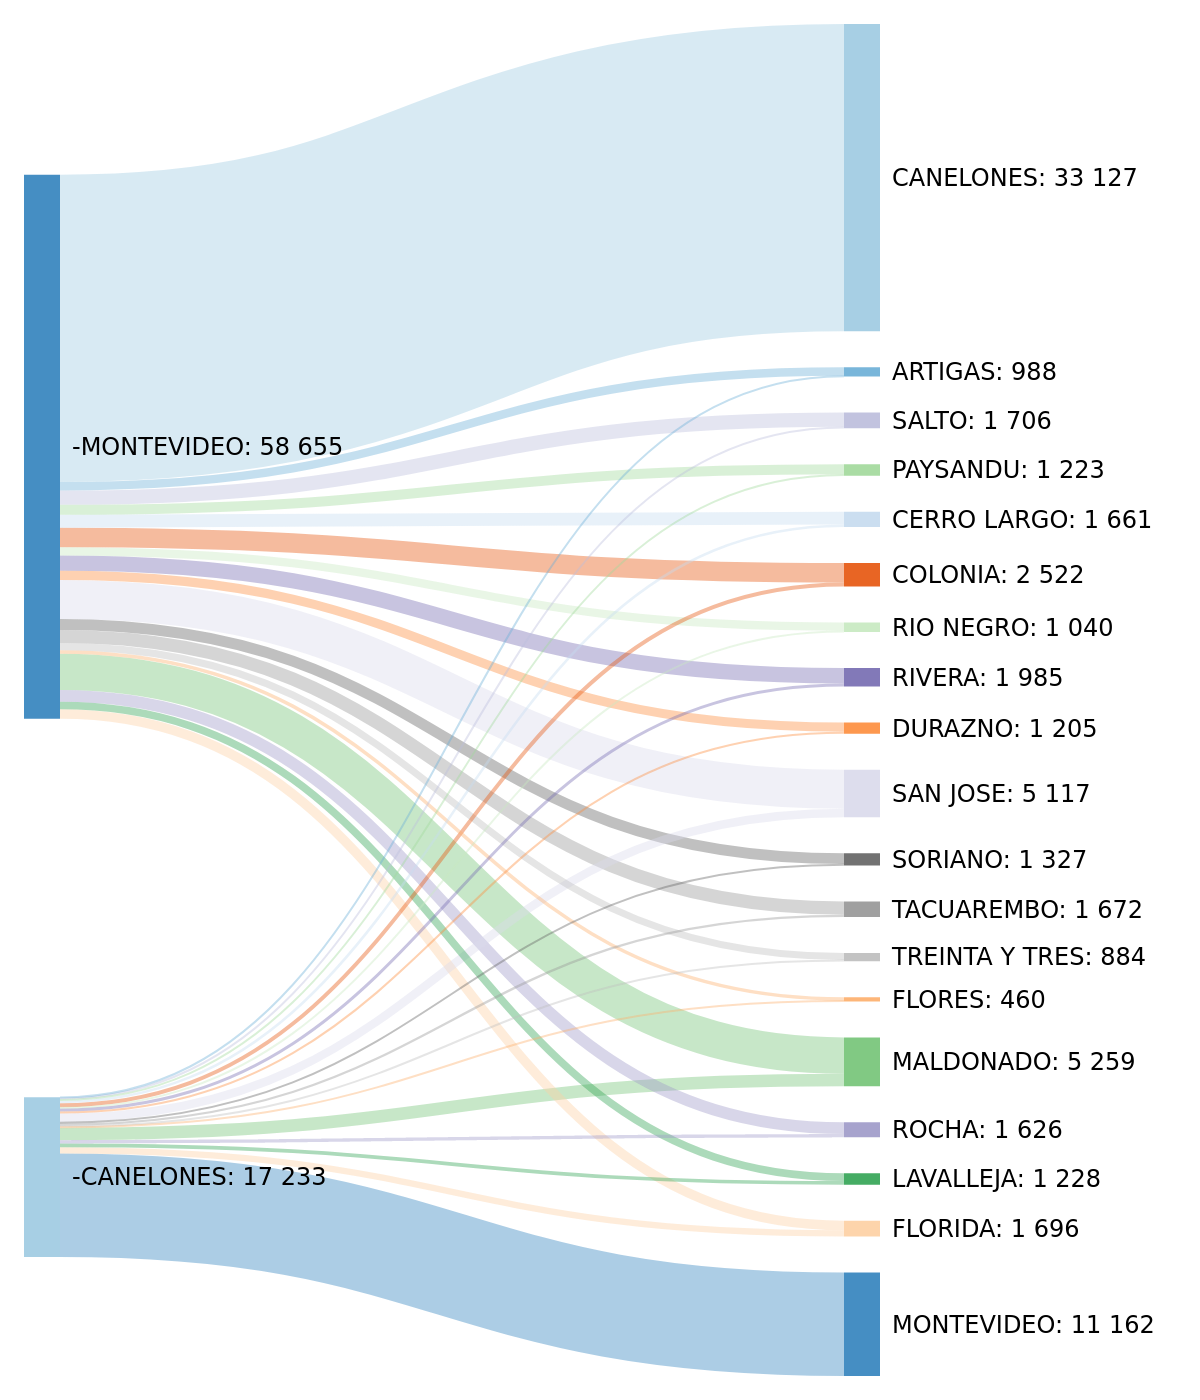 CANELONES: 33 127
ARTIGAS: 988
SALTO: 1 706
-MONTEVIDEO: 58 655
PAYSANDU: 1 223
CERRO LARGO: 1 661
COLONIA: 2 522
RIO NEGRO: 1 040
RIVERA: 1 985
DURAZNO: 1 205
SAN JOSE: 5 117
SORIANO: 1 327
TACUAREMBO: 1 672
TREINTA Y TRES: 884
FLORES: 460
MALDONADO: 5 259
ROCHA: 1 626
-CANELONES: 17 233
LAVALLEJA: 1 228
FLORIDA: 1 696
MONTEVIDEO: 11 162